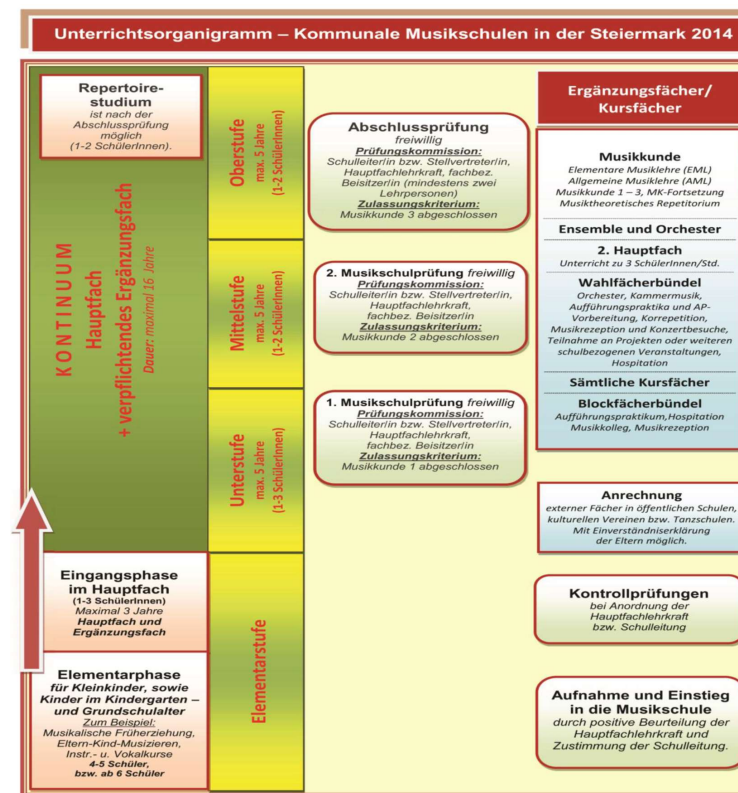 Unterrichtsorganigramm – Kommunale Musikschulen in der Steiermark 2014
Repertoire-
studium
ist nach der
Abschlussprüfung
möglich
(1-2 SchülerInnen).
KONTINUUM
Hauptfach
+ verpflichtendes Ergänzungsfach
Dauer: maximal 16 Jahre
Eingangsphase
im Hauptfach
(1-3 SchülerInnen)
Maximal 3 Jahre
Hauptfach und
Ergänzungsfach
Elementarphase
für Kleinkinder, sowie
Kinder im Kindergarten –
und Grundschulalter
Zum Beispiel:
Musikalische Früherziehung,
Eltern-Kind-Musizieren,
Instr.- u. Vokalkurse
4-5 Schüler,
bzw. ab 6 Schüler
Oberstufe
max. 5 Jahre
(1-2 SchülerInnen)
Mittelstufe
max. 5 Jahre
(1-2 SchülerInnen)
Unterstufe
max. 5 Jahre
(1-3 SchülerInnen)
Elementarstufe
Abschlussprüfung
freiwillig
Prüfungskommission:
Schulleiter/in bzw. Stellvertreter/in,
Hauptfachlehrkraft, fachbez.
Beisitzer/in (mindestens zwei
Lehrpersonen)
Zulassungskriterium:
Musikkunde 3 abgeschlossen
2. Musikschulprüfung freiwillig
Prüfungskommission:
Schulleiter/in bzw. Stellvertreter/in,
Hauptfachlehrkraft,
fachbez. Beisitzer/in
Zulassungskriterium:
Musikkunde 2 abgeschlossen
1. Musikschulprüfung freiwillig
Prüfungskommission:
Schulleiter/in bzw. Stellvertreter/in,
Hauptfachlehrkraft,
fachbez. Beisitzer/in
Zulassungskriterium:
Musikkunde 1 abgeschlossen
Ergänzungsfächer/
Kursfächer
Musikkunde
Elementare Musiklehre (EML)
Allgemeine Musiklehre (AML)
Musikkunde 1 – 3, MK-Fortsetzung
Musiktheoretisches Repetitorium
Ensemble und Orchester
2. Hauptfach
Unterricht zu 3 SchülerInnen/Std.
Wahlfächerbündel
Orchester, Kammermusik,
Aufführungspraktika und AP-
Vorbereitung, Korrepetition,
Musikrezeption und Konzertbesuche,
Teilnahme an Projekten oder weiteren
schulbezogenen Veranstaltungen,
Hospitation
Sämtliche Kursfächer
Blockfächerbündel
Aufführungspraktikum,Hospitation
Musikkolleg, Musikrezeption
Anrechnung
externer Fächer in öffentlichen Schulen,
kulturellen Vereinen bzw. Tanzschulen.
Mit Einverständniserklärung
der Eltern möglich.
Kontrollprüfungen
bei Anordnung der
Hauptfachlehrkraft
bzw. Schulleitung
Aufnahme und Einstieg
in die Musikschule
durch positive Beurteilung der
Hauptfachlehrkraft und
Zustimmung der Schulleitung.